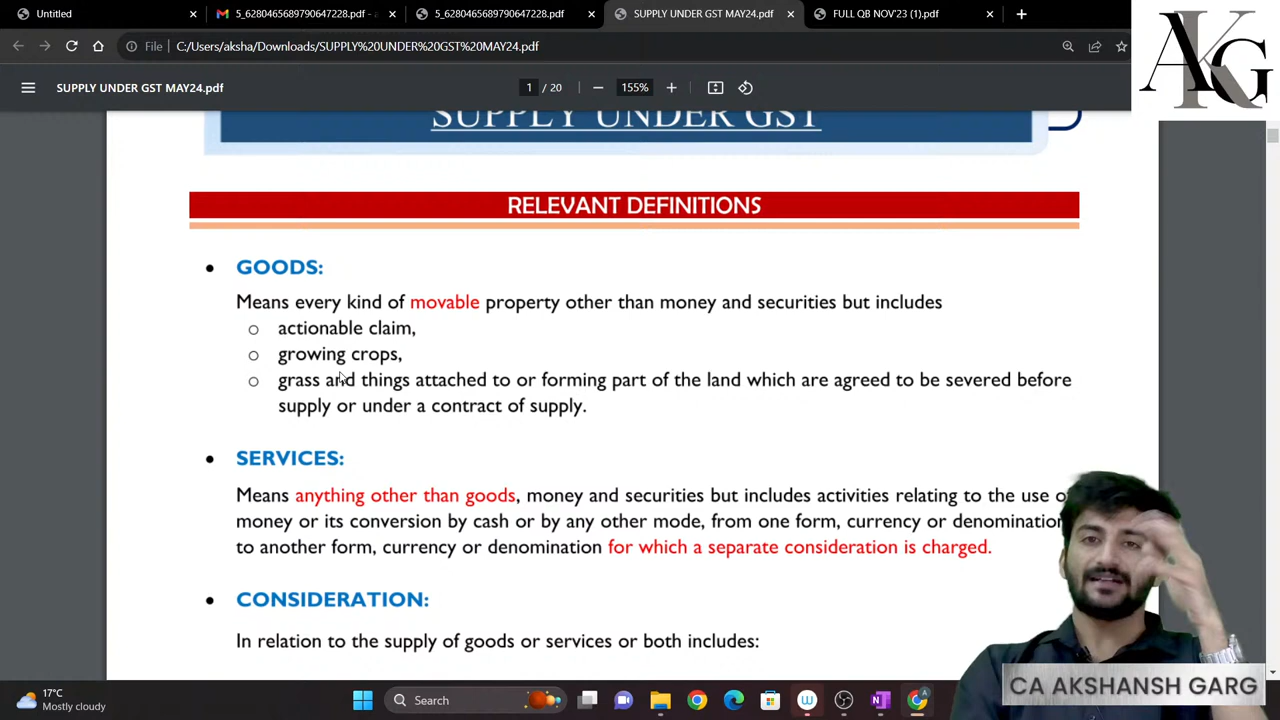 Untitled
5_6280465689790647228.pdf -
5_6280465689790647228.pdf
SUPPLY UNDER GST MAY24.pdf
FULL QB NOV'23 (1).pdf
File
C:/Users/aksha/Downloads/SUPPLY%20UNDER%20GST%20MAY24.pdf
AKG
SUPPLY UNDER GST MAY24.pdf
1 / 20
155%
SUPPLY UNDER GST
RELEVANT DEFINITIONS
• GOODS:
Means every kind of movable property other than money and securities but includes
o actionable claim,
o growing crops,
o grass and things attached to or forming part of the land which are agreed to be severed before
supply or under a contract of supply.
• SERVICES:
Means anything other than goods, money and securities but includes activities relating to the use o
money or its conversion by cash or by any other mode, from one form, currency or denomination
to another form, currency or denomination for which a separate consideration is charged.
• CONSIDERATION:
In relation to the supply of goods or services or both includes:
CA AKSHANSH GARG
17°C
Mostly cloudy
Search